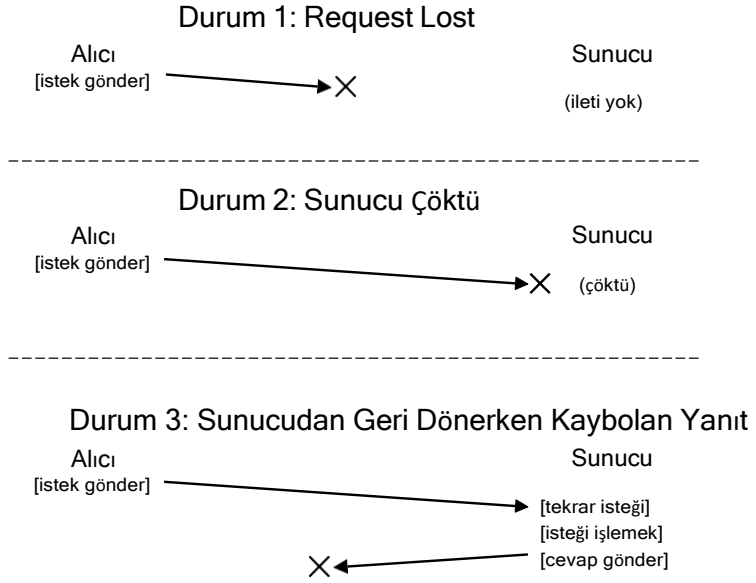 Durum 1: Request Lost
Alıcı Sunucu
[istek gönder]
(ileti yok)
Durum 2: Sunucu Çöktü
Alıcı Sunucu
[istek gönder]
(çöktü)
Durum 3: Sunucudan Geri Dönerken Kaybolan Yanıt
Alıcı Sunucu
[istek gönder]
[tekrar isteği]
[isteği işlemek]
[cevap gönder]